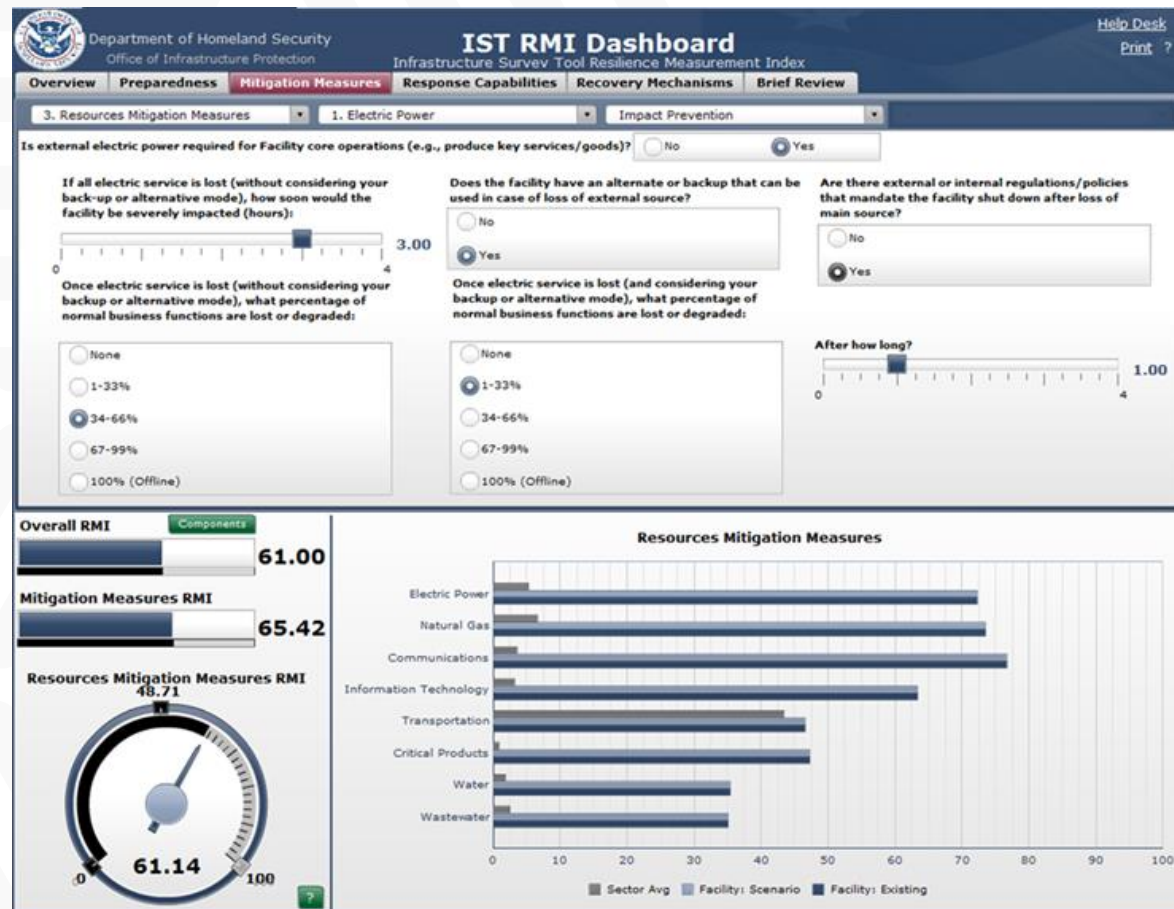 Department of Homeland Security
Office of Infrastructure Protection
IST RMI Dashboard
Infrastructure Survey Tool Resilience Measurement Index
Help Desk
Print ?
Overview Preparedness Mitigation Measures Response Capabilities Recovery Mechanisms Brief Review
3. Resources Mitigation Measures 1. Electric Power Impact Prevention
Is external electric power required for Facility core operations (e.g., produce key services/goods)? No Yes
If all electric service is lost (without considering your
back-up or alternative mode), how soon would the
facility be severely impacted (hours):
3.00
0 4
Once electric service is lost (without considering your
backup or alternative mode), what percentage of
normal business functions are lost or degraded:
None
1-33%
34-66%
67-99%
100% (Offline)
Does the facility have an alternate or backup that can be
used in case of loss of external source?
No
Yes
Once electric service is lost (and considering your
backup or alternative mode), what percentage of
normal business functions are lost or degraded:
None
1-33%
34-66%
67-99%
100% (Offline)
Are there external or internal regulations/policies
that mandate the facility shut down after loss of
main source?
No
Yes
After how long?
1.00
0 4
Overall RMI Components
61.00
Mitigation Measures RMI
65.42
Resources Mitigation Measures RMI
48.71
61.14
0 100
?
Resources Mitigation Measures
Electric Power
Natural Gas
Communications
Information Technology
Transportation
Critical Products
Water
Wastewater
0 10 20 30 40 50 60 70 80 90 100
Sector Avg Facility: Scenario Facility: Existing